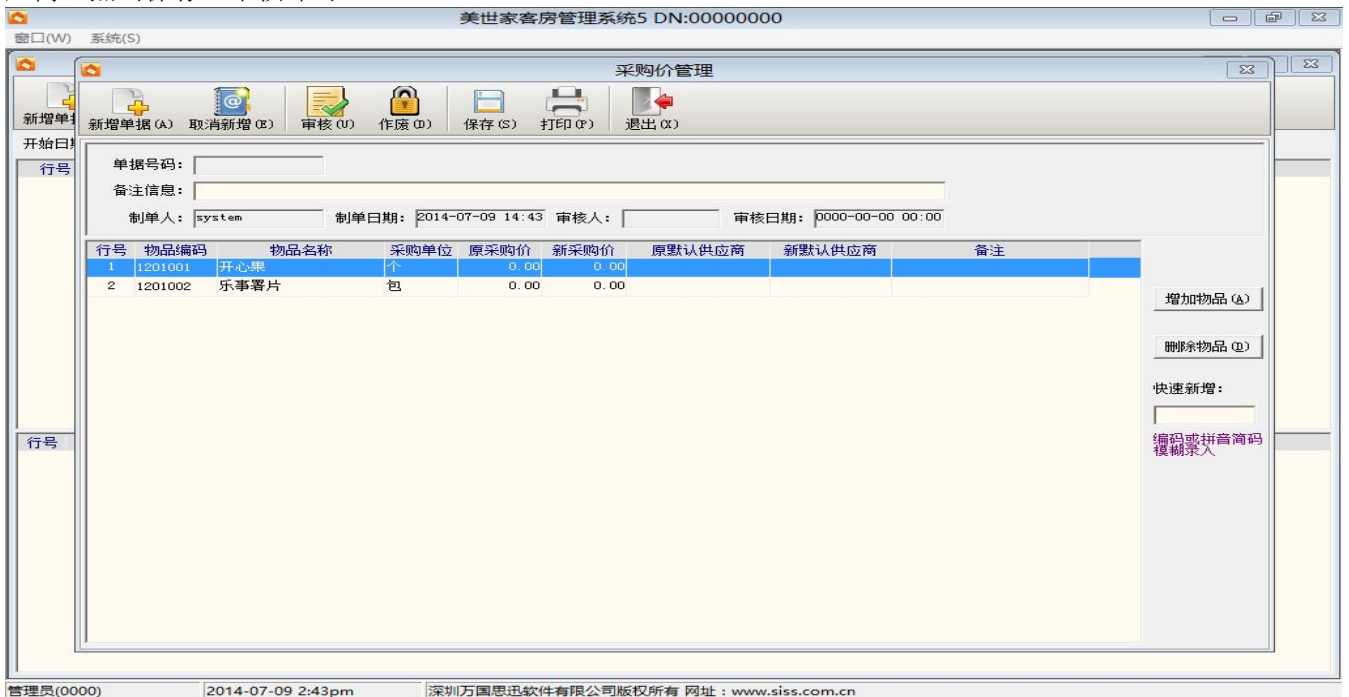 美世家客房管理系统5 DN:00000000
窗口(W) 系统(S)
采购价管理
新增单据(A) 取消新增(E) 审核(U) 作废(D) 保存(S) 打印(P) 退出(X)
新增单
开始日
单据号码:
备注信息:
制单人: system 制单日期: 2014-07-09 14:43 审核人: 审核日期: 0000-00-00 00:00
行号
行号 物品编码 物品名称 采购单位 原采购价 新采购价 原默认供应商 新默认供应商 备注
1 1201001 开心果 个 0.00 0.00
2 1201002 乐事署片 包 0.00 0.00
增加物品(A)
删除物品(D)
快速新增:
编码或拼音简码
模糊录入
行号
管理员(0000) 2014-07-09 2:43pm 深圳万国思迅软件有限公司版权所有 网址:www.siss.com.cn